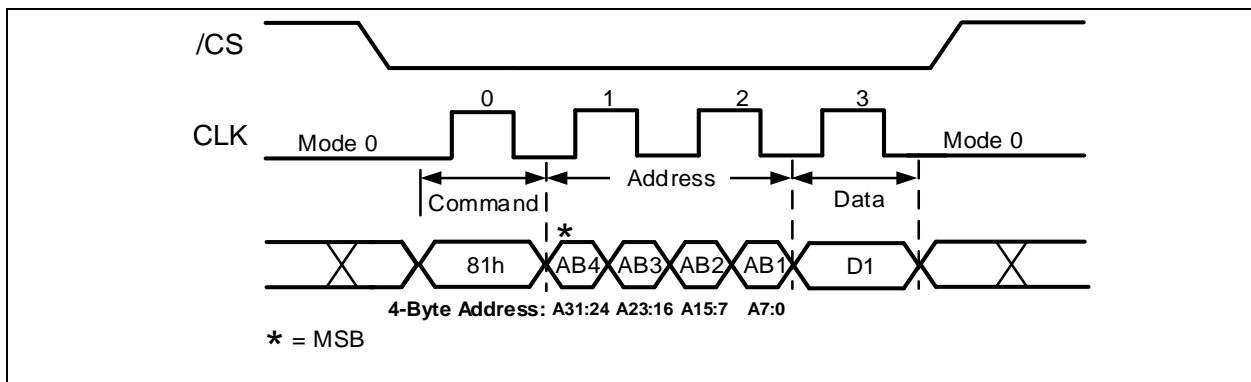 /CS
0 1 2 3
CLK
Mode 0 Mode 0
Address
Command Data
*
81h AB4 AB3 AB2 AB1 D1
4-Byte Address: A31:24 A23:16 A15:7 A7:0
* = MSB